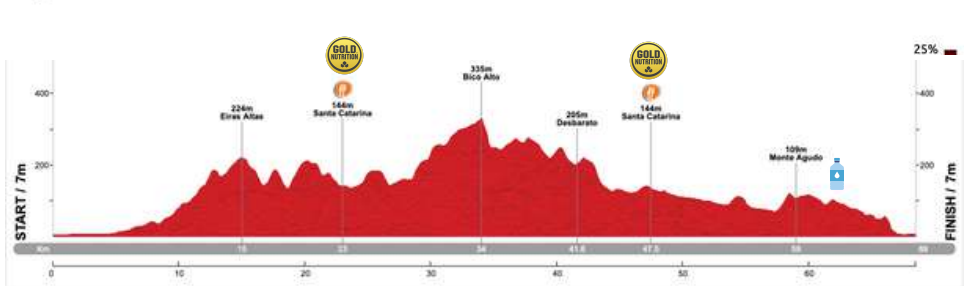 GOLD
NUTRITION
GOLD
NUTRITION
25%
335m
Bico Alto
400
144m
Santa Catarina
144m
Santa Catarina
400
224m
Eiras Altas
205m
Desbarato
109m
Monte Agudo
200
200
START / 7m
FINISH / 7m
Km
15
23
34
41.6
47.5
59
0
10
20
30
40
50
60